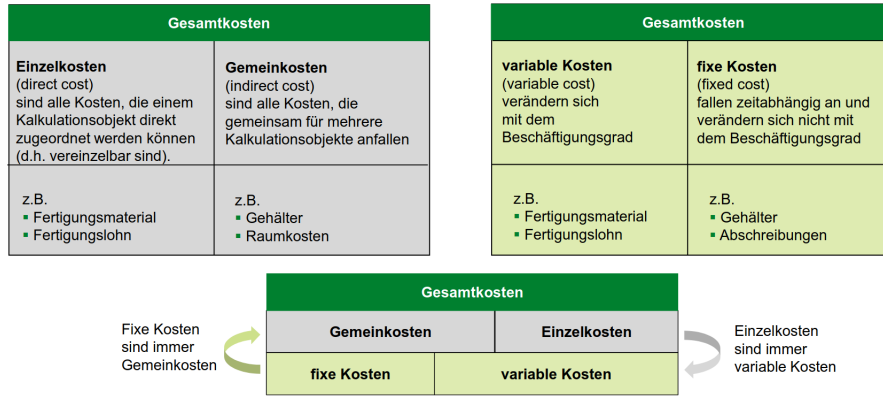 Gesamtkosten
Einzelkosten
(direct cost)
sind alle Kosten, die einem
Kalkulationsobjekt direkt
zugeordnet werden können
(d.h. vereinzelbar sind).
Gemeinkosten
(indirect cost)
sind alle Kosten, die
gemeinsam für mehrere
Kalkulationsobjekte anfallen
z.B.
▪ Fertigungsmaterial
▪ Fertigungslohn
z.B.
▪ Gehälter
▪ Raumkosten
Gesamtkosten
variable Kosten
(variable cost)
verändern sich
mit dem
Beschäftigungsgrad
fixe Kosten
(fixed cost)
fallen zeitabhängig an und
verändern sich nicht mit
dem Beschäftigungsgrad
z.B.
▪ Fertigungsmaterial
▪ Fertigungslohn
z.B.
▪ Gehälter
▪ Abschreibungen
Gesamtkosten
Gemeinkosten
Einzelkosten
fixe Kosten
variable Kosten
Fixe Kosten
sind immer
Gemeinkosten
Einzelkosten
sind immer
variable Kosten